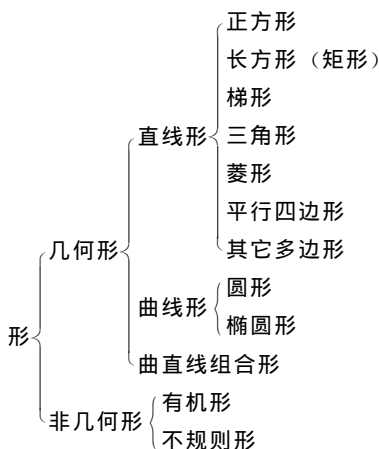 正方形
长方形（矩形）
梯形
直线形
三角形
菱形
平行四边形
几何形
其它多边形
圆形
曲线形
椭圆形
形
曲直线组合形
有机形
非几何形
不规则形